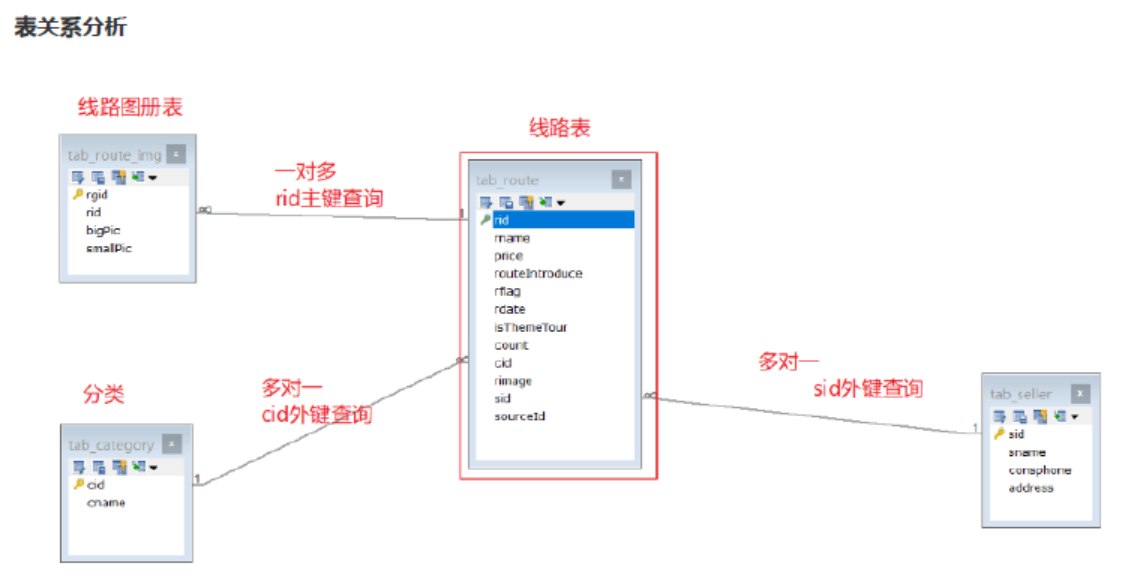 表关系分析
线路图册表
tab_route_img
rgid
rid
bigPic
smallPic
一对多
rid主键查询
∞
1
线路表
tab_route
rid
rname
price
routeIntroduce
rflag
rdate
isThemeTour
count
cid
rimage
sid
sourceId
分类
tab_category
cid
cname
多对一
cid外键查询
1
∞
多对一
sid外键查询
∞
1
tab_seller
sid
sname
consphone
address